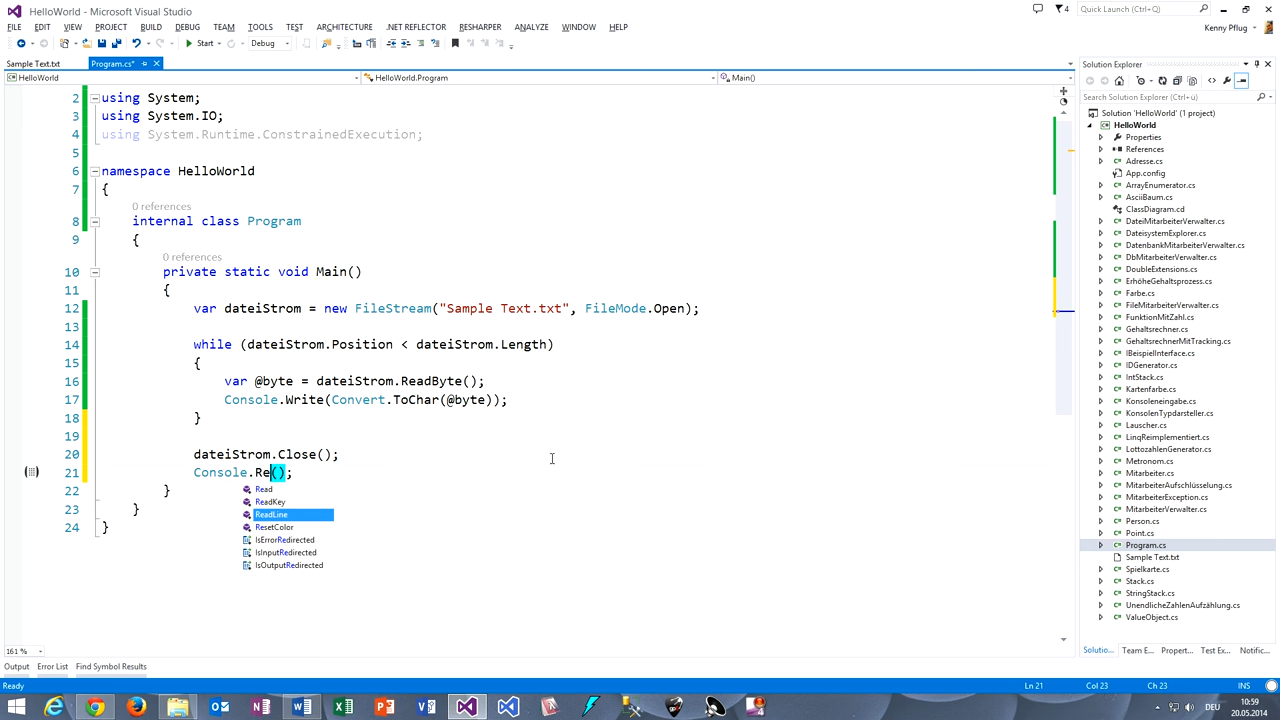 HelloWorld - Microsoft Visual Studio
4
Quick Launch (Ctrl+Q)
FILE EDIT VIEW PROJECT BUILD DEBUG TEAM TOOLS TEST ARCHITECTURE .NET REFLECTOR RESHARPER ANALYZE WINDOW HELP
Kenny Pflug
Start Debug
Sample Text.txt Program.cs*
HelloWorld HelloWorld.Program Main()
2 using System;
3 using System.IO;
4 using System.Runtime.ConstrainedExecution;
5
6 namespace HelloWorld
7 {
0 references
8 internal class Program
9 {
0 references
10 private static void Main()
11 {
12 var dateiStrom = new FileStream("Sample Text.txt", FileMode.Open);
13
14 while (dateiStrom.Position < dateiStrom.Length)
15 {
16 var @byte = dateiStrom.ReadByte();
17 Console.Write(Convert.ToChar(@byte));
18 }
19
20 dateiStrom.Close();
21 Console.Re();
22 }
23 }
24 }
Read
ReadKey
ReadLine
ResetColor
IsErrorRedirected
IsInputRedirected
IsOutputRedirected
161 %
Solution Explorer
Search Solution Explorer (Ctrl+ü)
Solution 'HelloWorld' (1 project)
HelloWorld
Properties
References
Adresse.cs
App.config
ArrayEnumerator.cs
AsciiBaum.cs
ClassDiagram.cd
DateiMitarbeiterVerwalter.cs
DateisystemExplorer.cs
DatenbankMitarbeiterVerwalter.cs
DbMitarbeiterVerwalter.cs
DoubleExtensions.cs
ErhöheGehaltsprozess.cs
Farbe.cs
FileMitarbeiterVerwalter.cs
FunktionMitZahl.cs
Gehaltsrechner.cs
GehaltsrechnerMitTracking.cs
IBeispielInterface.cs
IDGenerator.cs
IntStack.cs
Kartenfarbe.cs
Konsoleneingabe.cs
KonsolenTypdarsteller.cs
Lauscher.cs
LinqReimplementiert.cs
LottozahlenGenerator.cs
Metronom.cs
Mitarbeiter.cs
MitarbeiterAufschlüsselung.cs
MitarbeiterException.cs
MitarbeiterVerwalter.cs
Person.cs
Point.cs
Program.cs
Sample Text.txt
Spielkarte.cs
Stack.cs
StringStack.cs
UnendlicheZahlenAufzählung.cs
ValueObject.cs
Solutio... Team E... Propert... Test Ex... Notific...
Output Error List Find Symbol Results
Ready Ln 21 Col 23 Ch 23 INS
DEU
10:59
20.05.2014